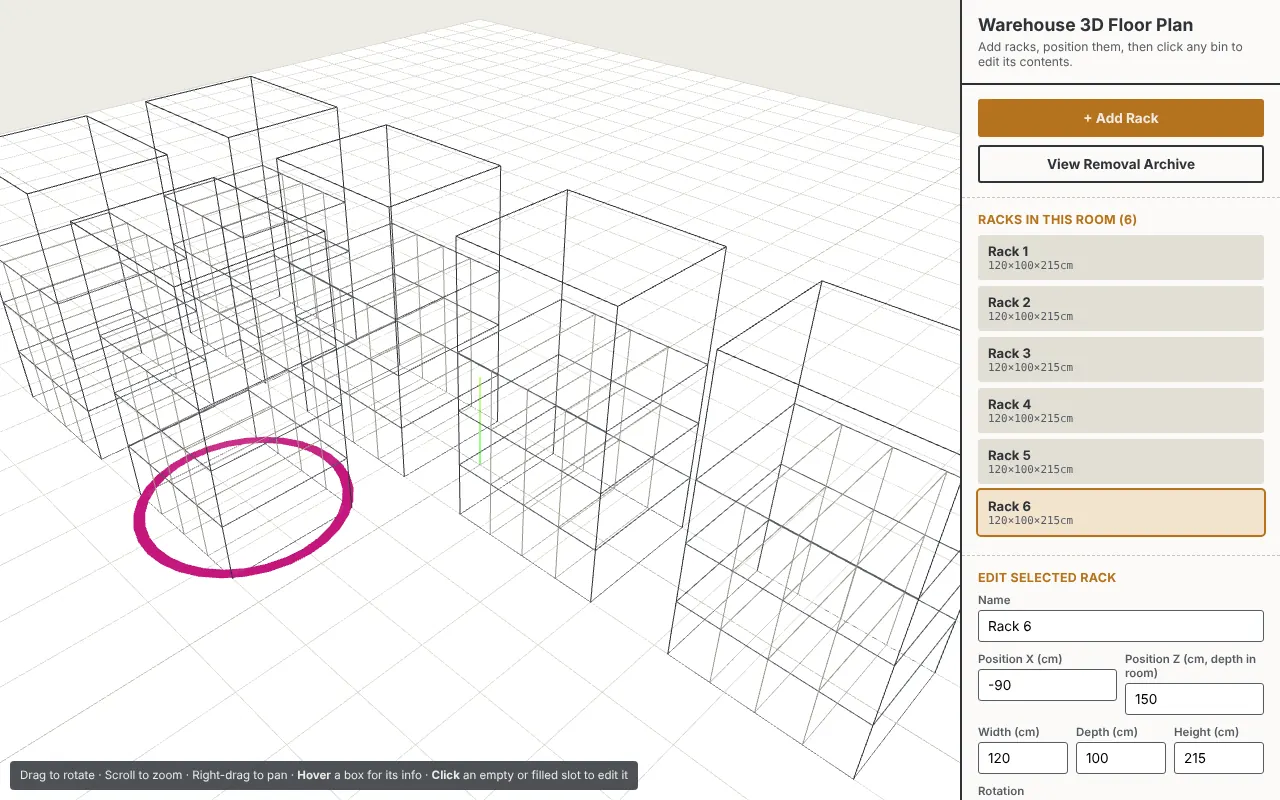 Warehouse 3D Floor Plan
Add racks, position them, then click any bin to
edit its contents.
+ Add Rack
View Removal Archive
RACKS IN THIS ROOM (6)
Rack 1
120×100×215cm
Rack 2
120×100×215cm
Rack 3
120×100×215cm
Rack 4
120×100×215cm
Rack 5
120×100×215cm
Rack 6
120×100×215cm
EDIT SELECTED RACK
Name
Rack 6
Position X (cm)
-90
Position Z (cm, depth in
room)
150
Width (cm)
120
Depth (cm)
100
Height (cm)
215
Rotation
Drag to rotate · Scroll to zoom · Right-drag to pan · Hover a box for its info · Click an empty or filled slot to edit it